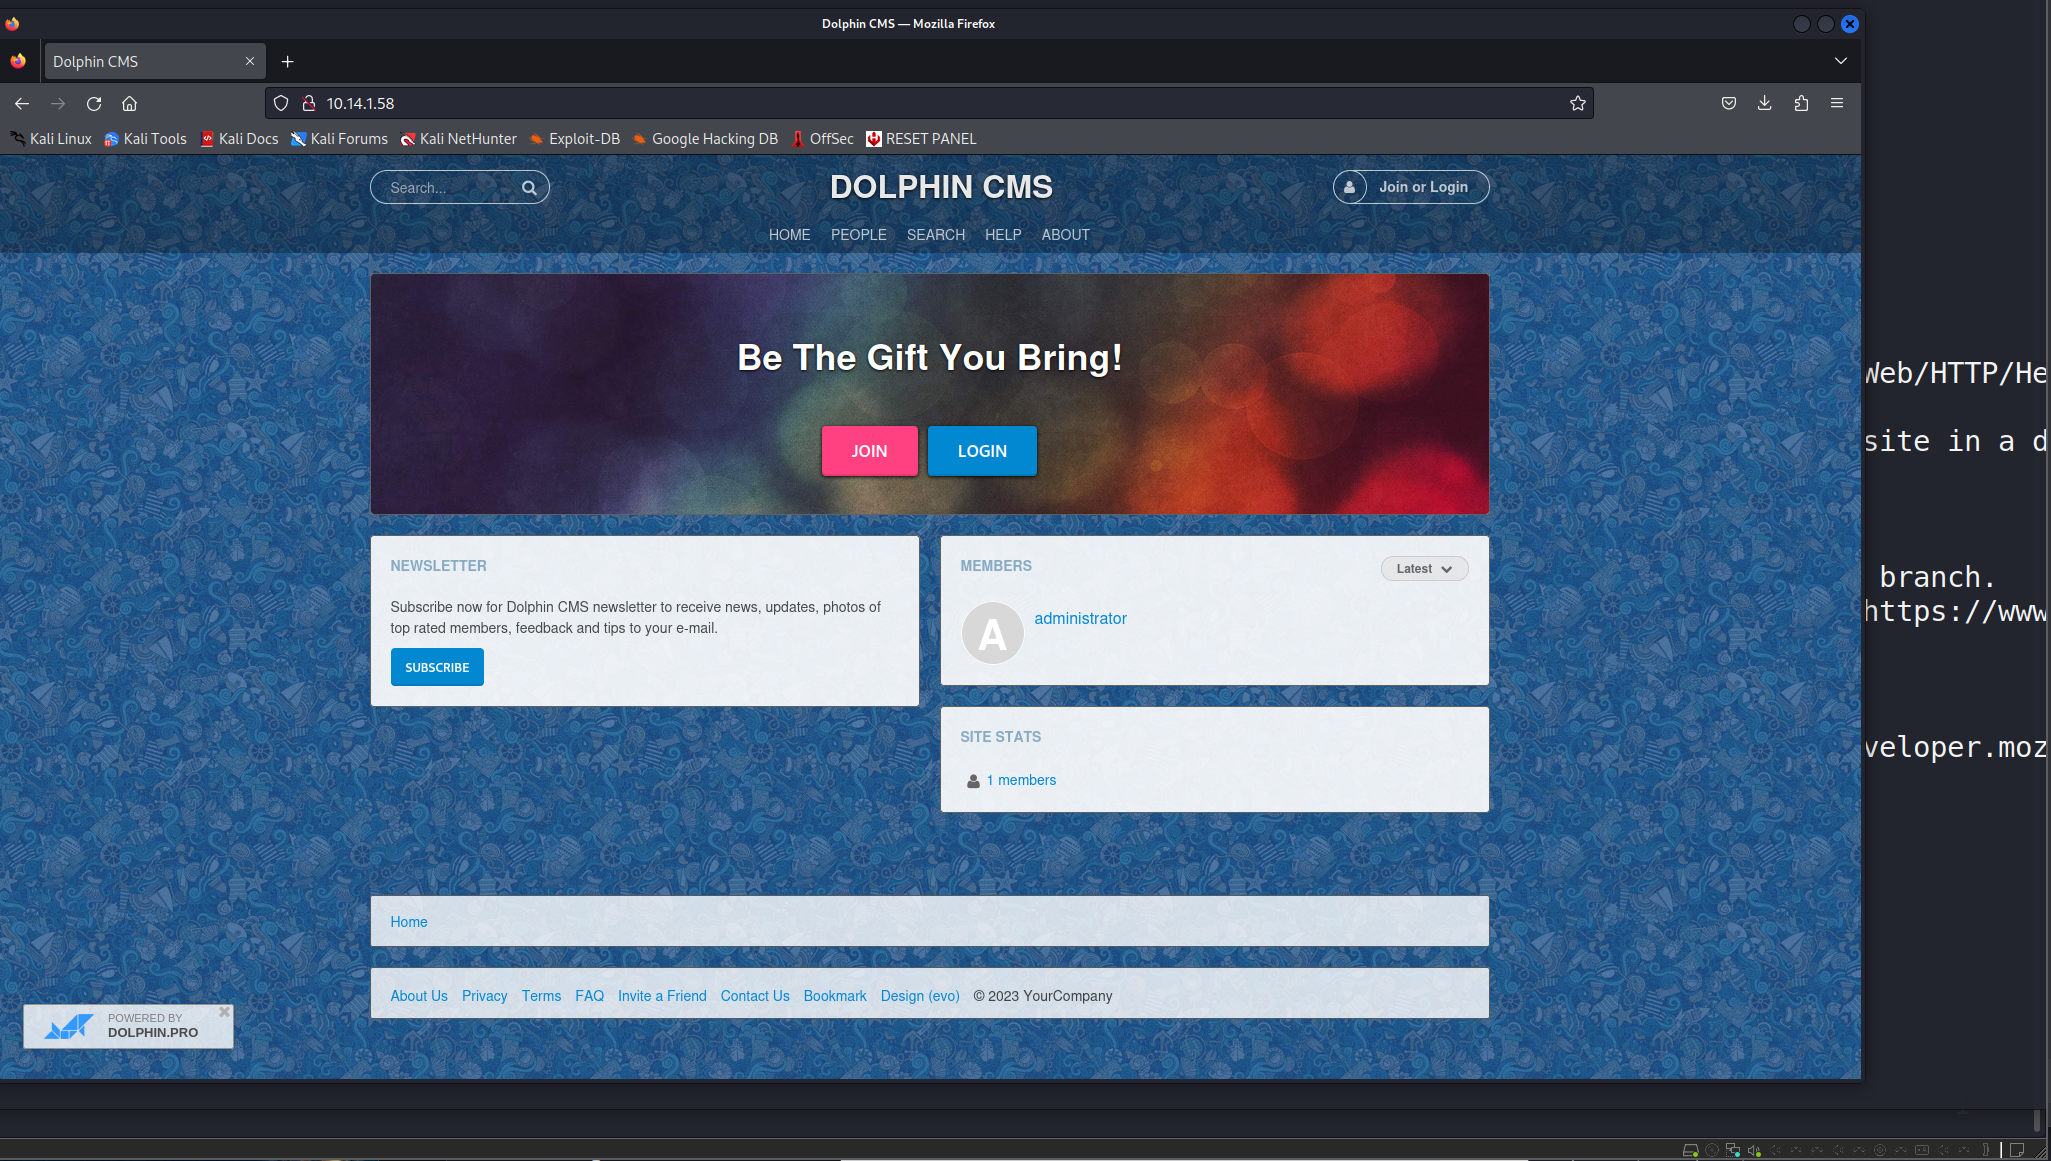 Dolphin CMS — Mozilla Firefox
Dolphin CMS
10.14.1.58
Kali Linux Kali Tools Kali Docs Kali Forums Kali NetHunter Exploit-DB Google Hacking DB OffSec RESET PANEL
Search... DOLPHIN CMS Join or Login
HOME PEOPLE SEARCH HELP ABOUT
Be The Gift You Bring!
JOIN LOGIN
NEWSLETTER
Subscribe now for Dolphin CMS newsletter to receive news, updates, photos of
top rated members, feedback and tips to your e-mail.
SUBSCRIBE
MEMBERS Latest
A administrator
SITE STATS
1 members
Home
About Us Privacy Terms FAQ Invite a Friend Contact Us Bookmark Design (evo) © 2023 YourCompany
POWERED BY
DOLPHIN.PRO
Web/HTTP/He
site in a d
branch.
https://www
veloper.moz